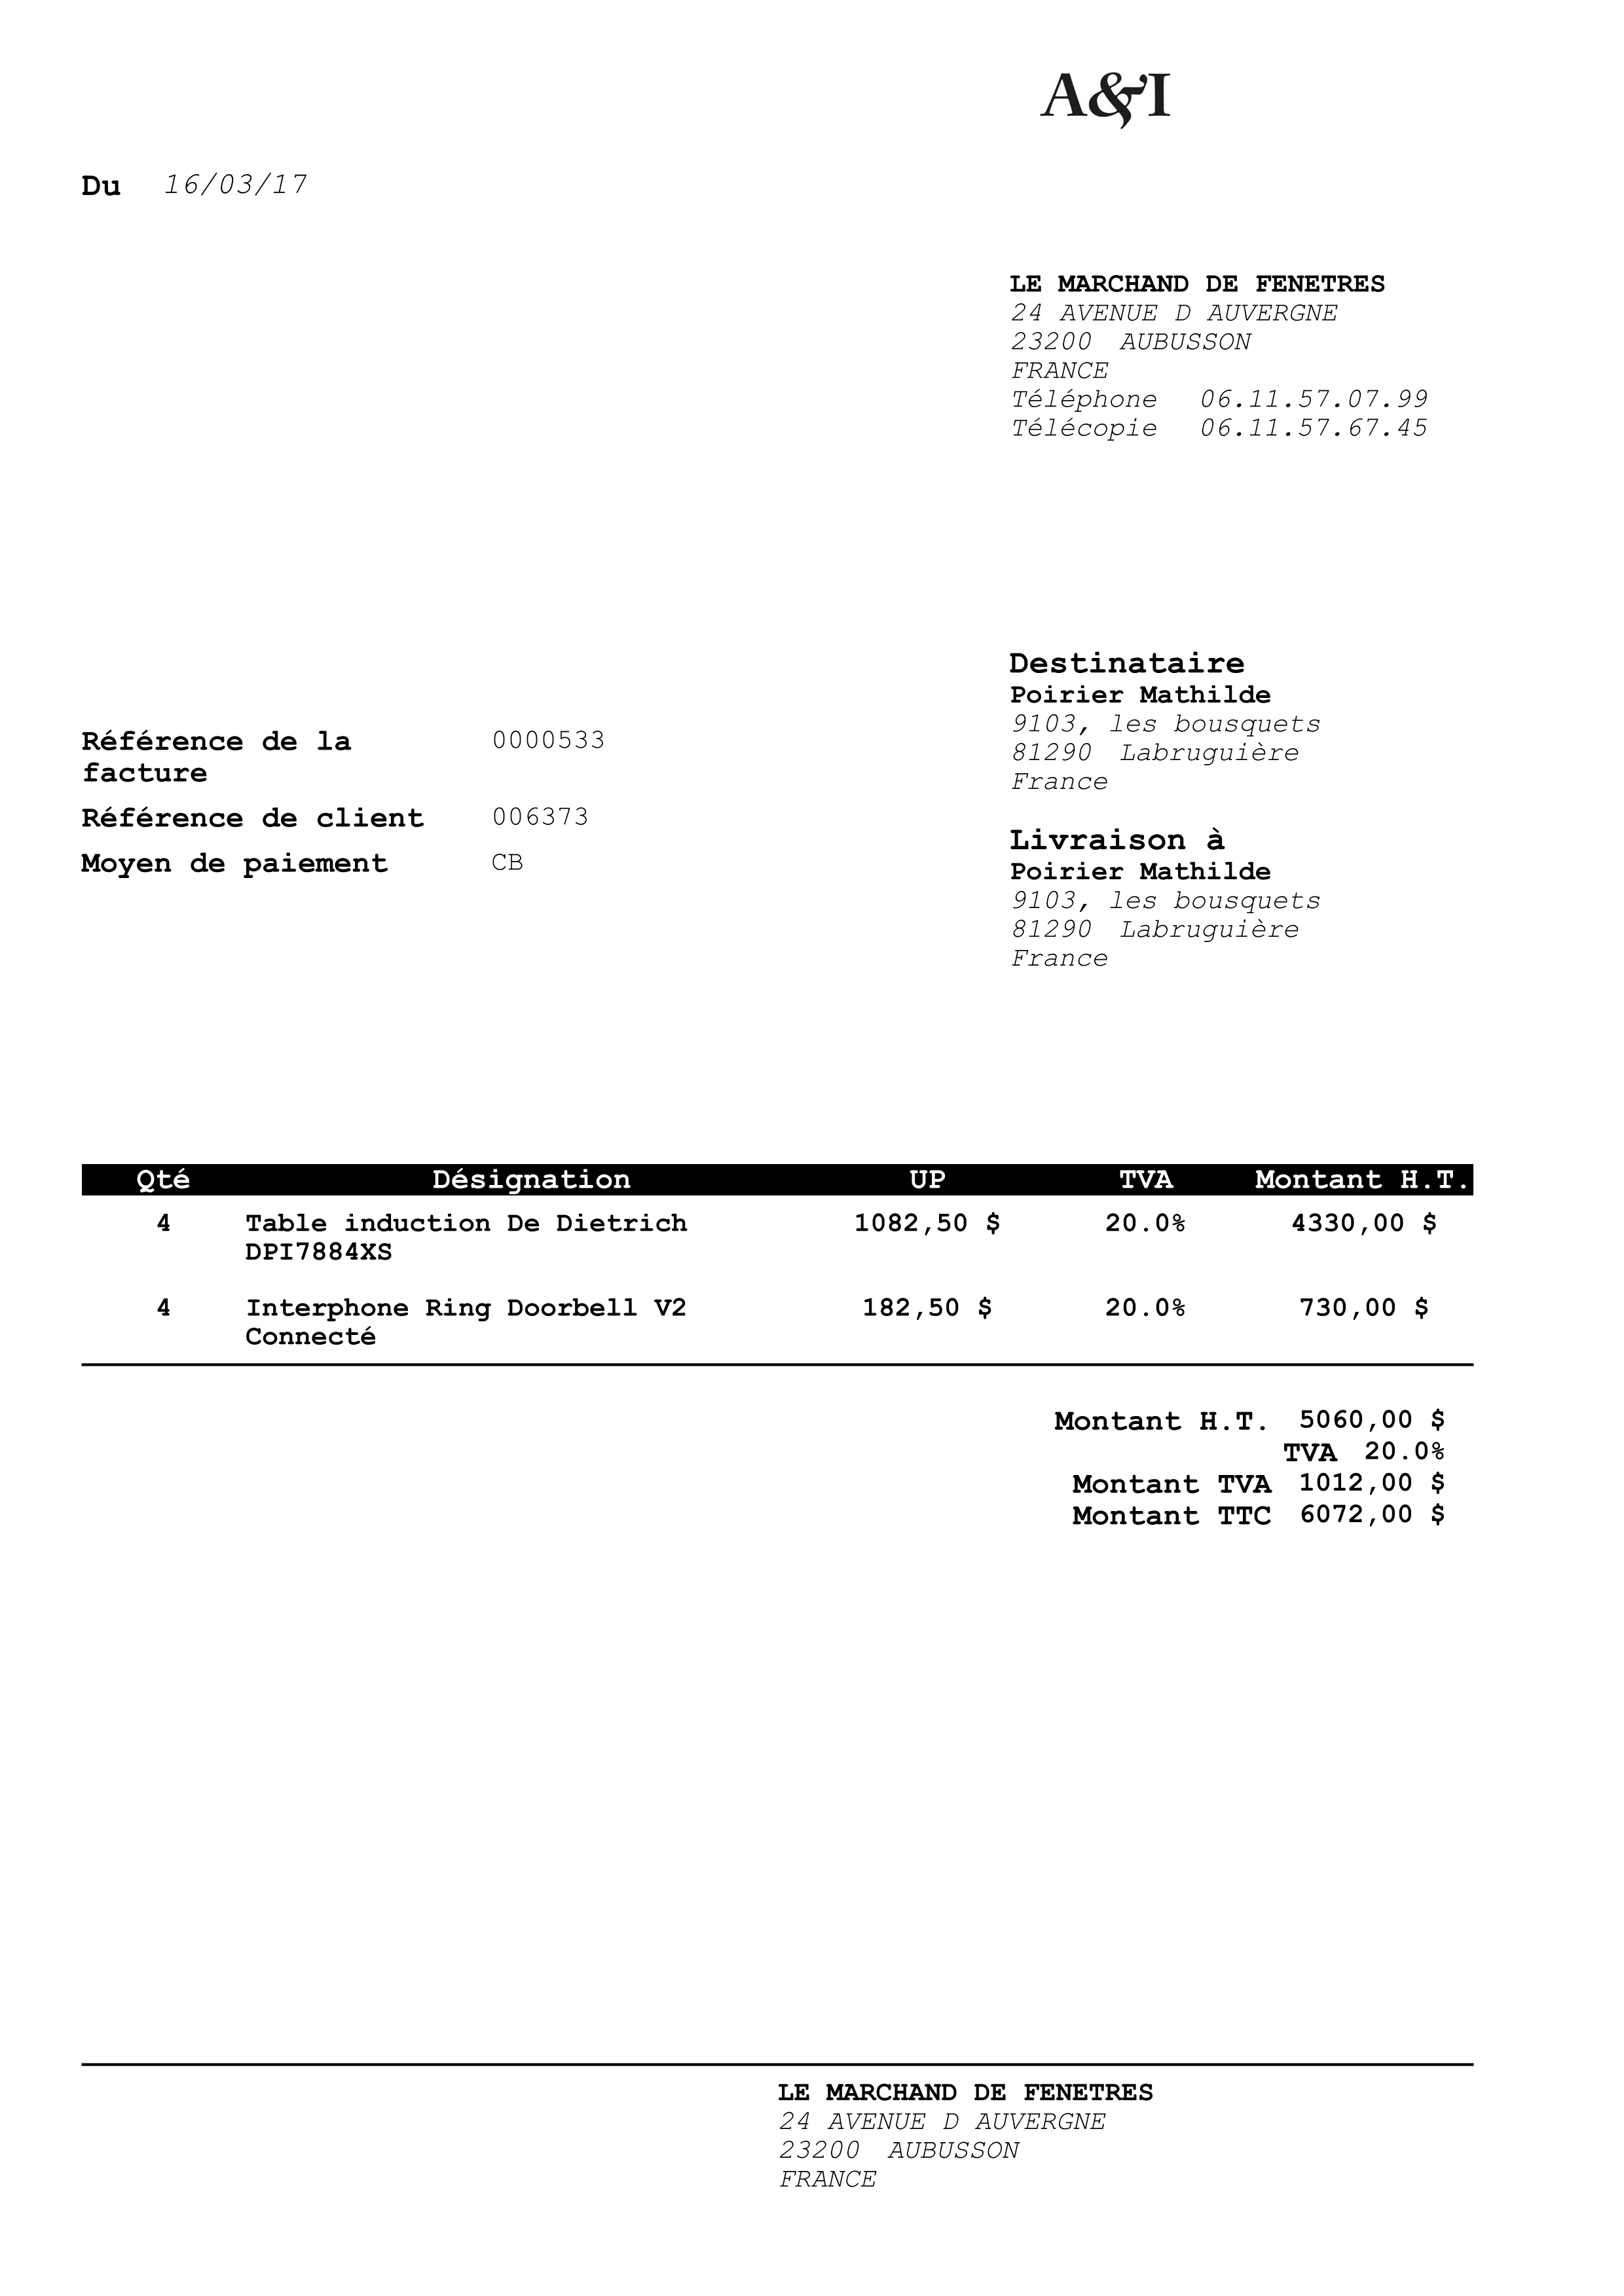 A&I
Du 16/03/17
LE MARCHAND DE FENETRES
24 AVENUE D AUVERGNE
23200 AUBUSSON
FRANCE
Téléphone 06.11.57.07.99
Télécopie 06.11.57.67.45
Destinataire
Poirier Mathilde
9103, les bousquets
81290 Labruguière
France
Référence de la 0000533
facture
Référence de client 006373
Moyen de paiement CB
Livraison à
Poirier Mathilde
9103, les bousquets
81290 Labruguière
France
Qté Désignation UP TVA Montant H.T.
4 Table induction De Dietrich 1082,50 $ 20.0% 4330,00 $
DPI7884XS
4 Interphone Ring Doorbell V2 182,50 $ 20.0% 730,00 $
Connecté
Montant H.T. 5060,00 $
TVA 20.0%
Montant TVA 1012,00 $
Montant TTC 6072,00 $
LE MARCHAND DE FENETRES
24 AVENUE D AUVERGNE
23200 AUBUSSON
FRANCE